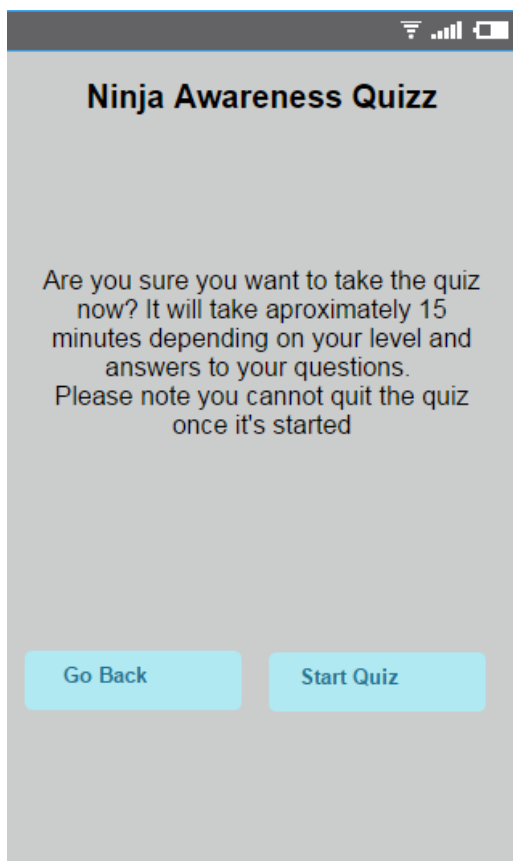 Ninja Awareness Quizz
Are you sure you want to take the quiz
now? It will take aproximately 15
minutes depending on your level and
answers to your questions.
Please note you cannot quit the quiz
once it's started
Go Back
Start Quiz